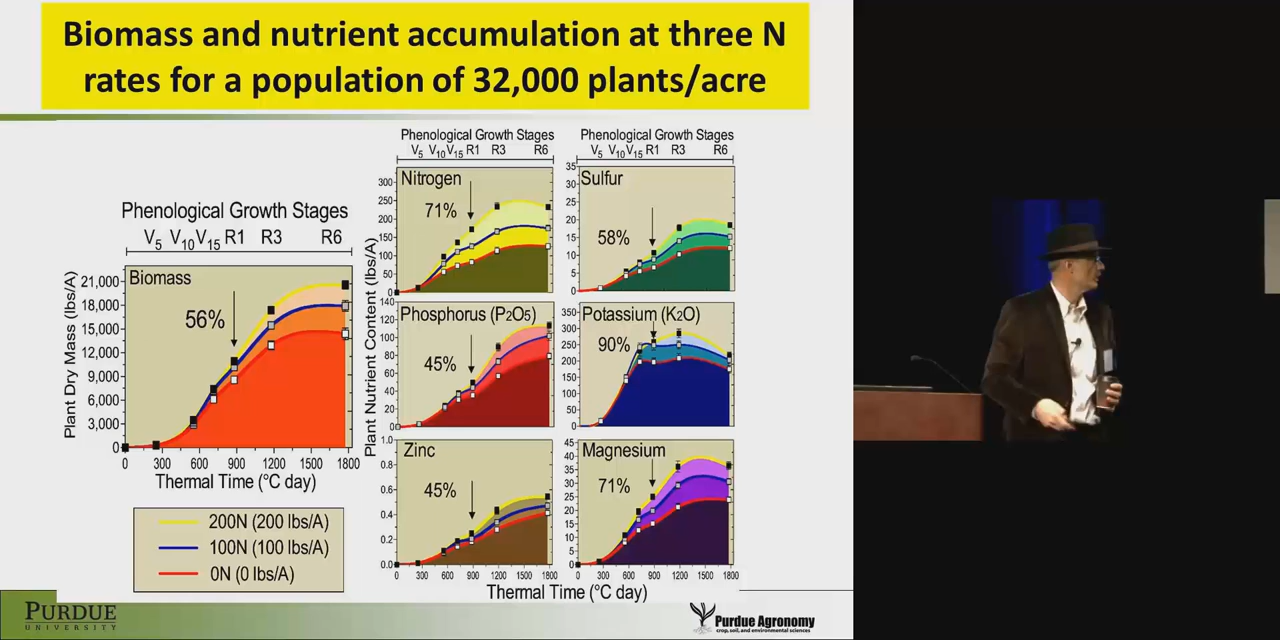 Biomass and nutrient accumulation at three N
rates for a population of 32,000 plants/acre
Phenological Growth Stages
V5 V10 V15 R1 R3 R6
Biomass
56%
Plant Dry Mass (lbs/A)
21,000
18,000
15,000
12,000
9,000
6,000
3,000
0
0 300 600 900 1200 1500 1800
Thermal Time (°C day)
200N (200 lbs/A)
100N (100 lbs/A)
0N (0 lbs/A)
Plant Nutrient Content (lbs/A)
Phenological Growth Stages
V5 V10 V15 R1 R3 R6
Nitrogen
71%
300
250
200
150
100
50
0
Phenological Growth Stages
V5 V10 V15 R1 R3 R6
Sulfur
58%
35
30
25
20
15
10
5
0
Phosphorus (P2O5)
45%
140
120
100
80
60
40
20
0
Potassium (K2O)
90%
350
300
250
200
150
100
50
0
Zinc
45%
1.0
0.8
0.6
0.4
0.2
0.0
0 300 600 900 1200 1500 1800
Magnesium
71%
45
40
35
30
25
20
15
10
5
0
0 300 600 900 1200 1500 1800
Thermal Time (°C day)
PURDUE
UNIVERSITY
Purdue Agronomy
crop, soil, and environmental sciences